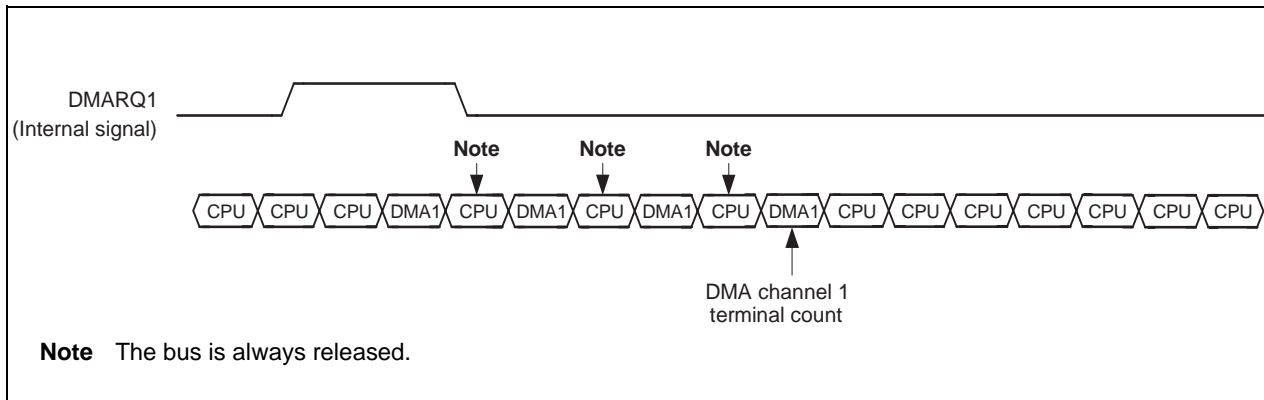 DMARQ1
(Internal signal)
Note Note Note
CPU CPU CPU DMA1 CPU DMA1 CPU DMA1 CPU DMA1 CPU CPU CPU CPU CPU CPU CPU
DMA channel 1
terminal count
Note The bus is always released.